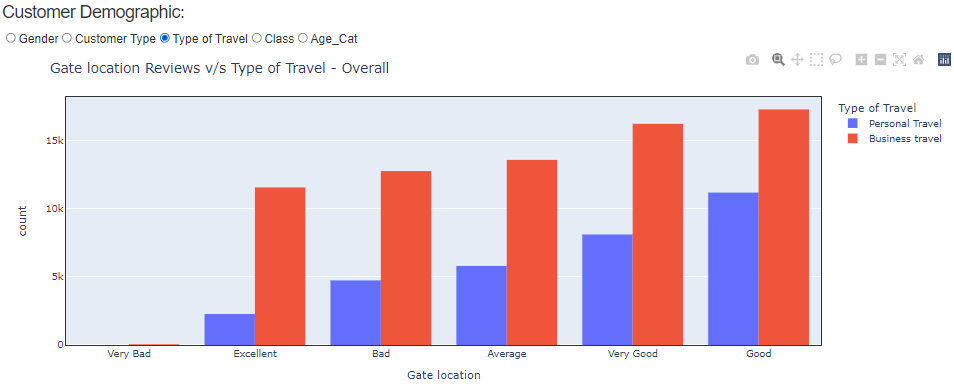 Customer Demographic:
Gender Customer Type Type of Travel Class Age_Cat
Gate location Reviews v/s Type of Travel - Overall
Type of Travel
Personal Travel
Business travel
15k
10k
5k
0
count
Very Bad Excellent Bad Average Very Good Good
Gate location